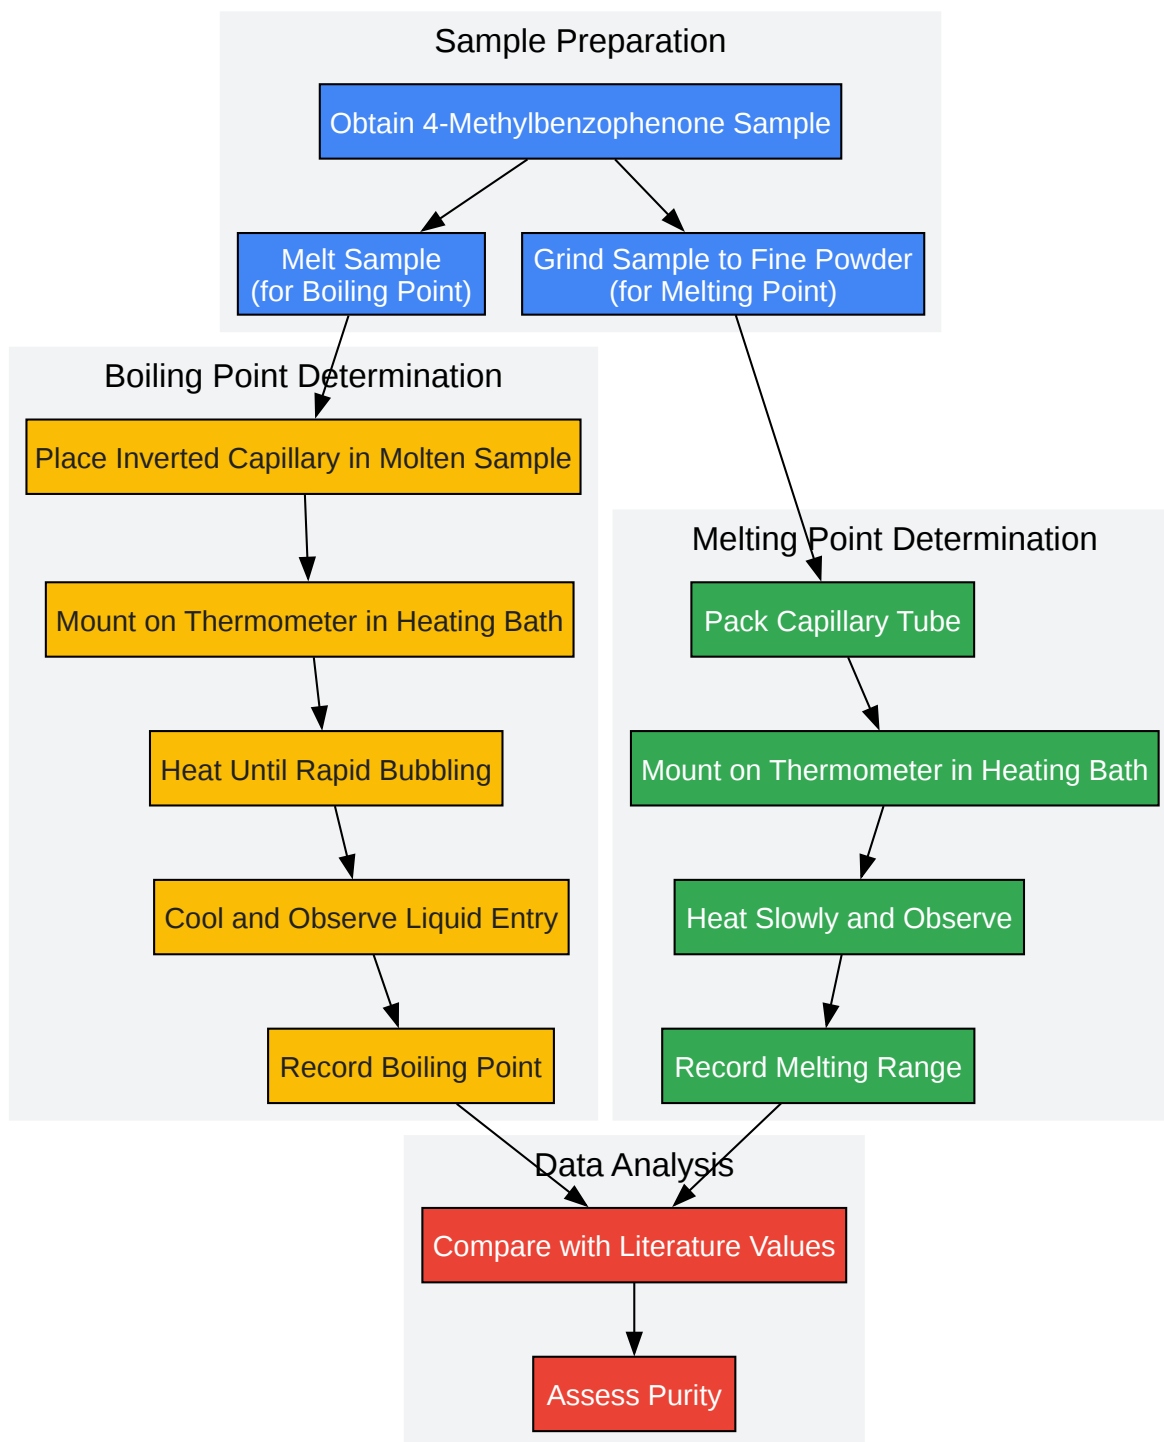 Sample Preparation
Obtain 4-Methylbenzophenone Sample
Melt Sample
(for Boiling Point)
Grind Sample to Fine Powder
(for Melting Point)
Boiling Point Determination
Place Inverted Capillary in Molten Sample
Mount on Thermometer in Heating Bath
Heat Until Rapid Bubbling
Cool and Observe Liquid Entry
Record Boiling Point
Melting Point Determination
Pack Capillary Tube
Mount on Thermometer in Heating Bath
Heat Slowly and Observe
Record Melting Range
Data Analysis
Compare with Literature Values
Assess Purity